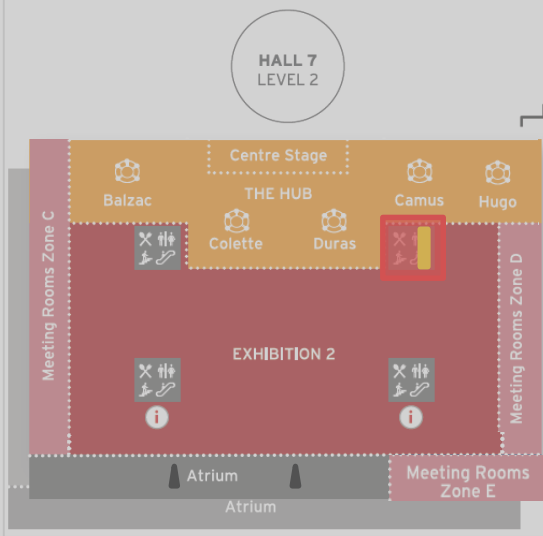 HALL 7
LEVEL 2
Centre Stage
THE HUB
Balzac
Camus
Hugo
Colette
Duras
Meeting Rooms Zone C
EXHIBITION 2
Meeting Rooms Zone D
i
i
Atrium
Meeting Rooms
Zone E
Atrium